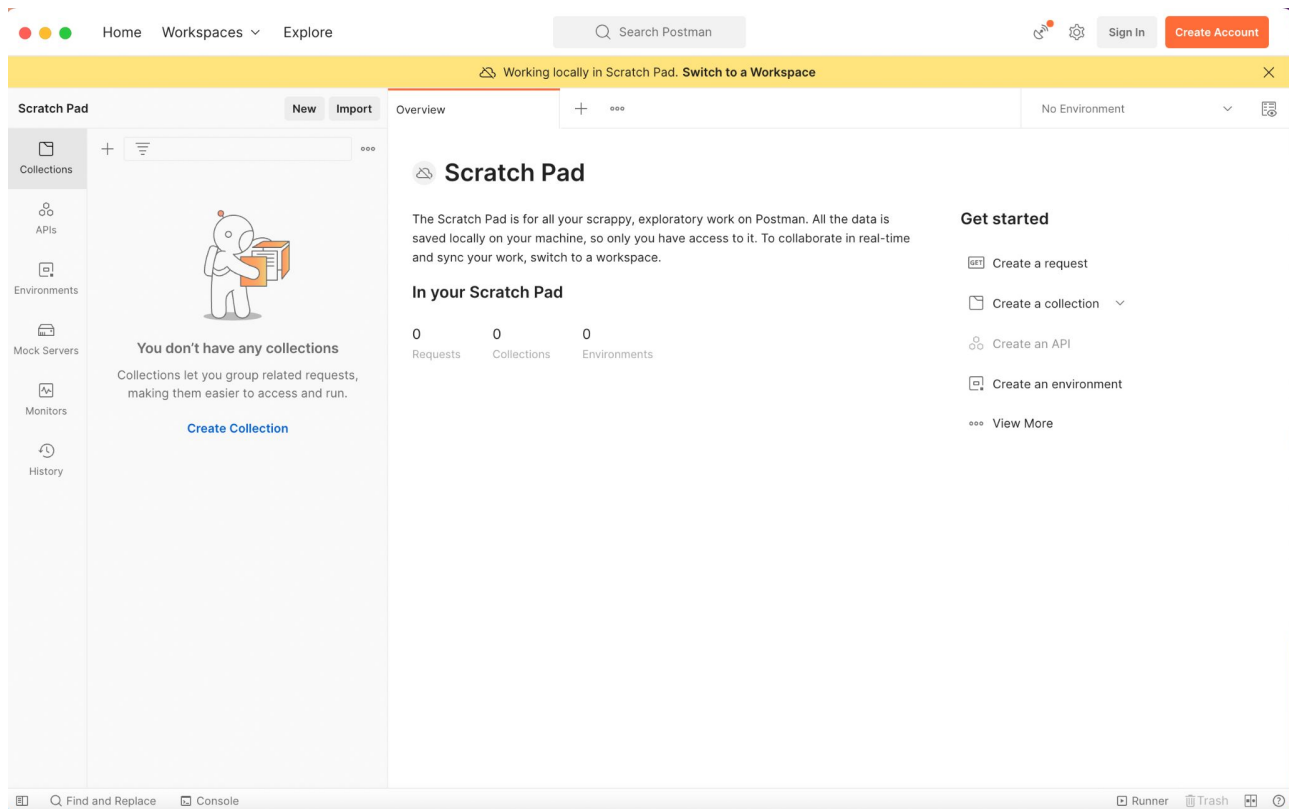 Home Workspaces Explore
Search Postman
Sign In
Create Account
Working locally in Scratch Pad. Switch to a Workspace
Scratch Pad
New
Import
Overview
No Environment
Collections
APIs
Environments
Mock Servers
Monitors
History
You don’t have any collections
Collections let you group related requests,
making them easier to access and run.
Create Collection
Scratch Pad
The Scratch Pad is for all your scrappy, exploratory work on Postman. All the data is
saved locally on your machine, so only you have access to it. To collaborate in real-time
and sync your work, switch to a workspace.
In your Scratch Pad
0 0 0
Requests Collections Environments
Get started
GET Create a request
Create a collection
Create an API
Create an environment
View More
Find and Replace
Console
Runner
Trash